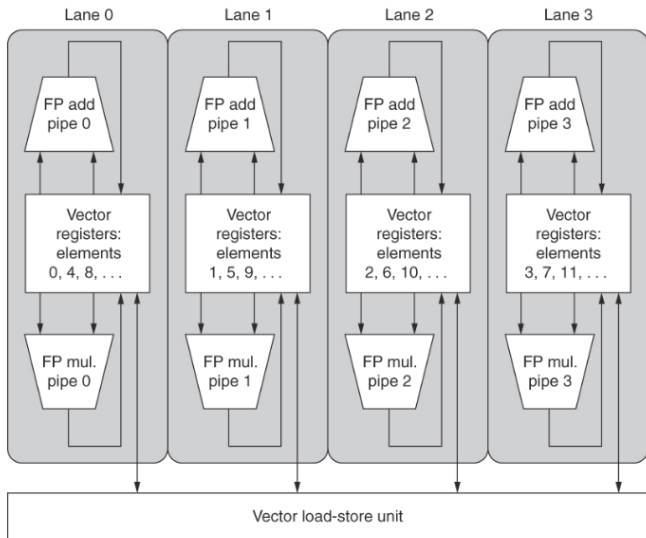 Lane 0
Lane 1
Lane 2
Lane 3
FP add
pipe 0
FP add
pipe 1
FP add
pipe 2
FP add
pipe 3
Vector
registers:
elements
0, 4, 8, . . .
Vector
registers:
elements
1, 5, 9, . . .
Vector
registers:
elements
2, 6, 10, . . .
Vector
registers:
elements
3, 7, 11, . . .
FP mul.
pipe 0
FP mul.
pipe 1
FP mul.
pipe 2
FP mul.
pipe 3
Vector load-store unit